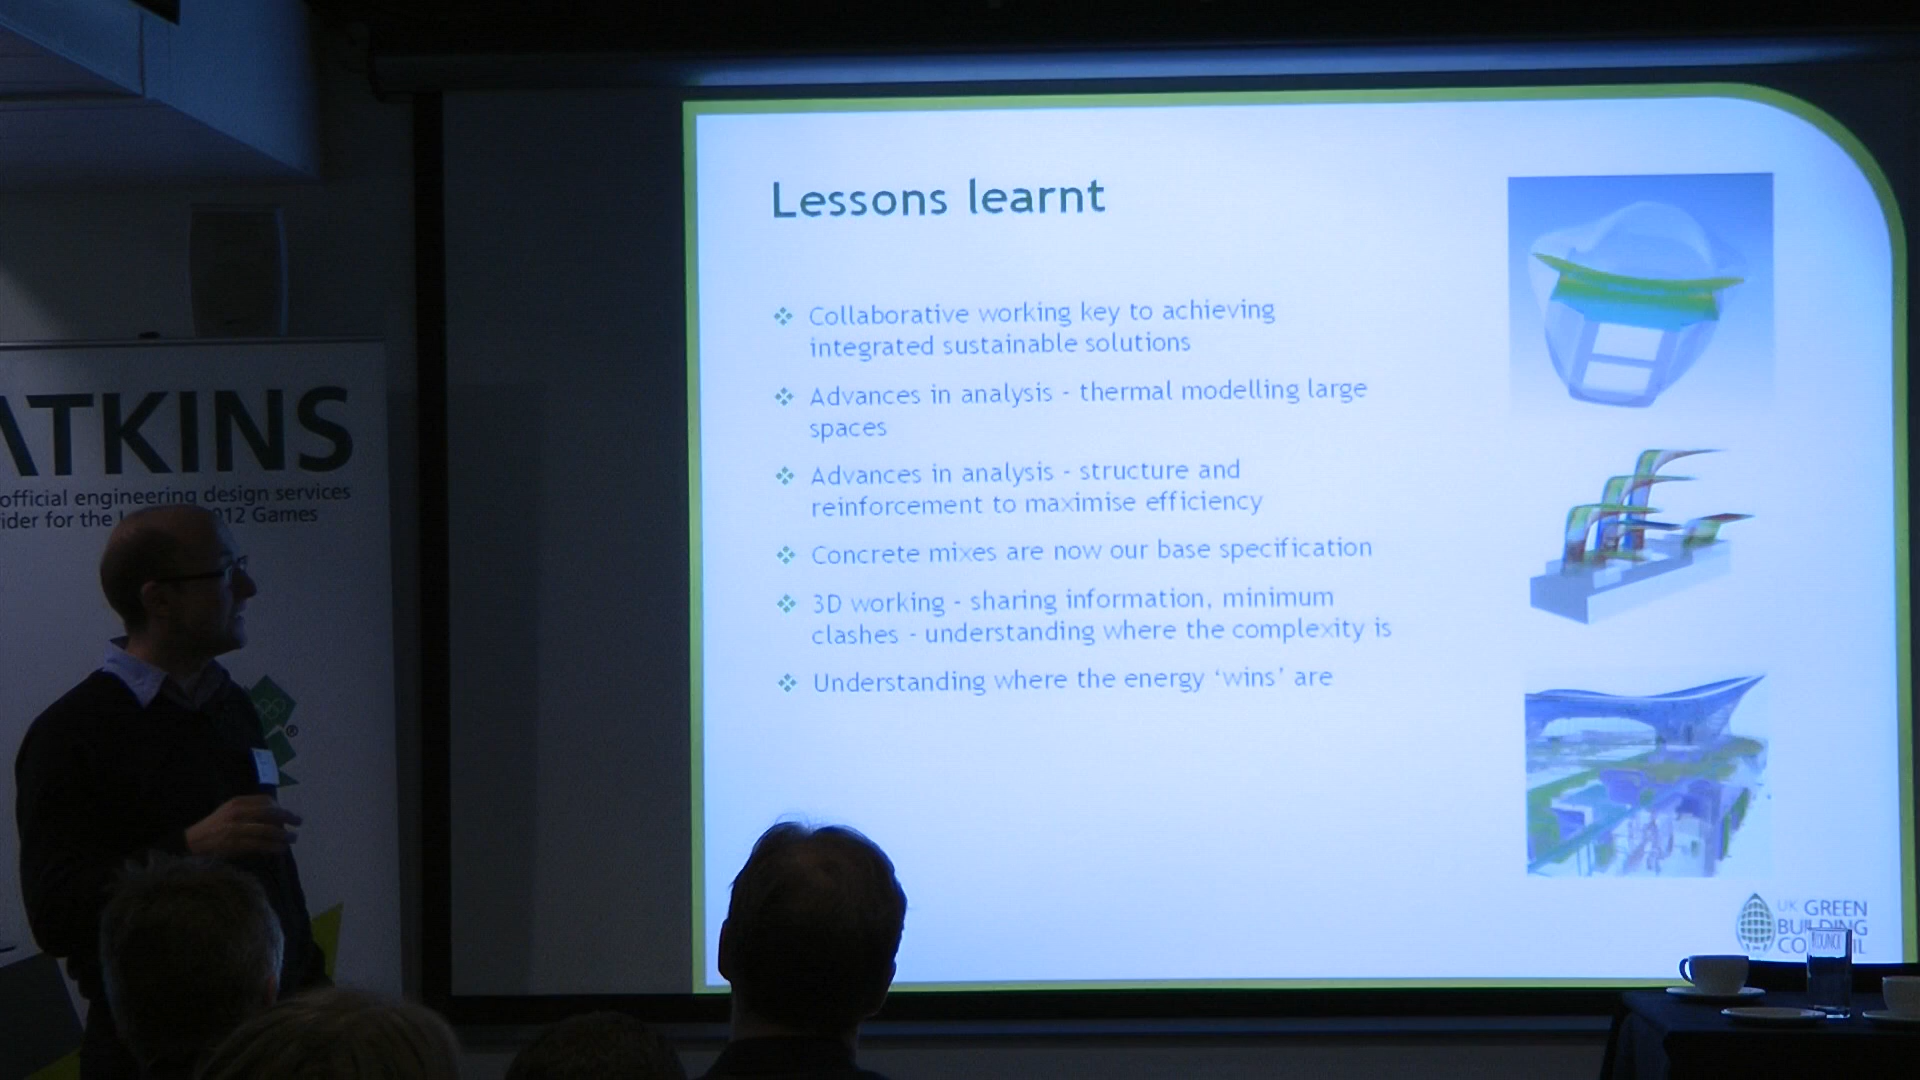 Lessons learnt
Collaborative working key to achieving
integrated sustainable solutions
Advances in analysis - thermal modelling large
spaces
Advances in analysis - structure and
reinforcement to maximise efficiency
Concrete mixes are now our base specification
3D working - sharing information, minimum
clashes - understanding where the complexity is
Understanding where the energy ‘wins’ are
UK GREEN
BUILDING
COUNCIL
ATKINS
official engineering design services
ider for the 12 Games
®